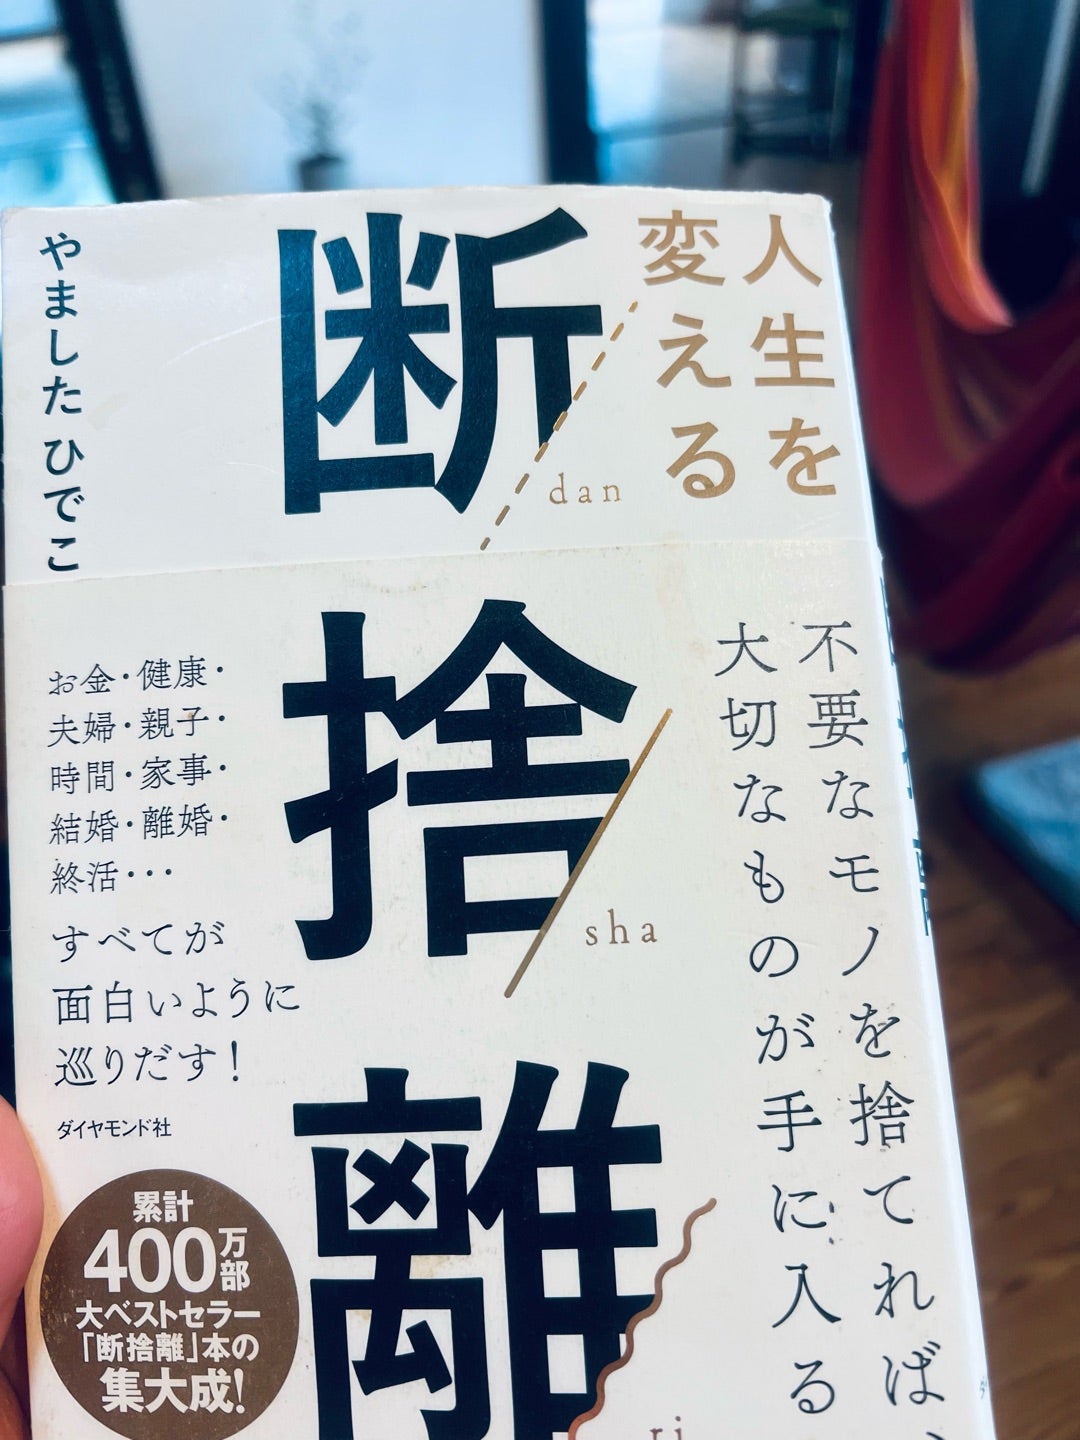 人生を
変える
断
dan
捨
sha
離
ri
やました ひでこ
不要なモノを捨てれば、
大切なものが手に入る
お金・健康・
夫婦・親子・
時間・家事・
結婚・離婚・
終活・・・
すべてが
面白いように
巡りだす!
ダイヤモンド社
累計
400万部
大ベストセラー
「断捨離」本の
集大成!